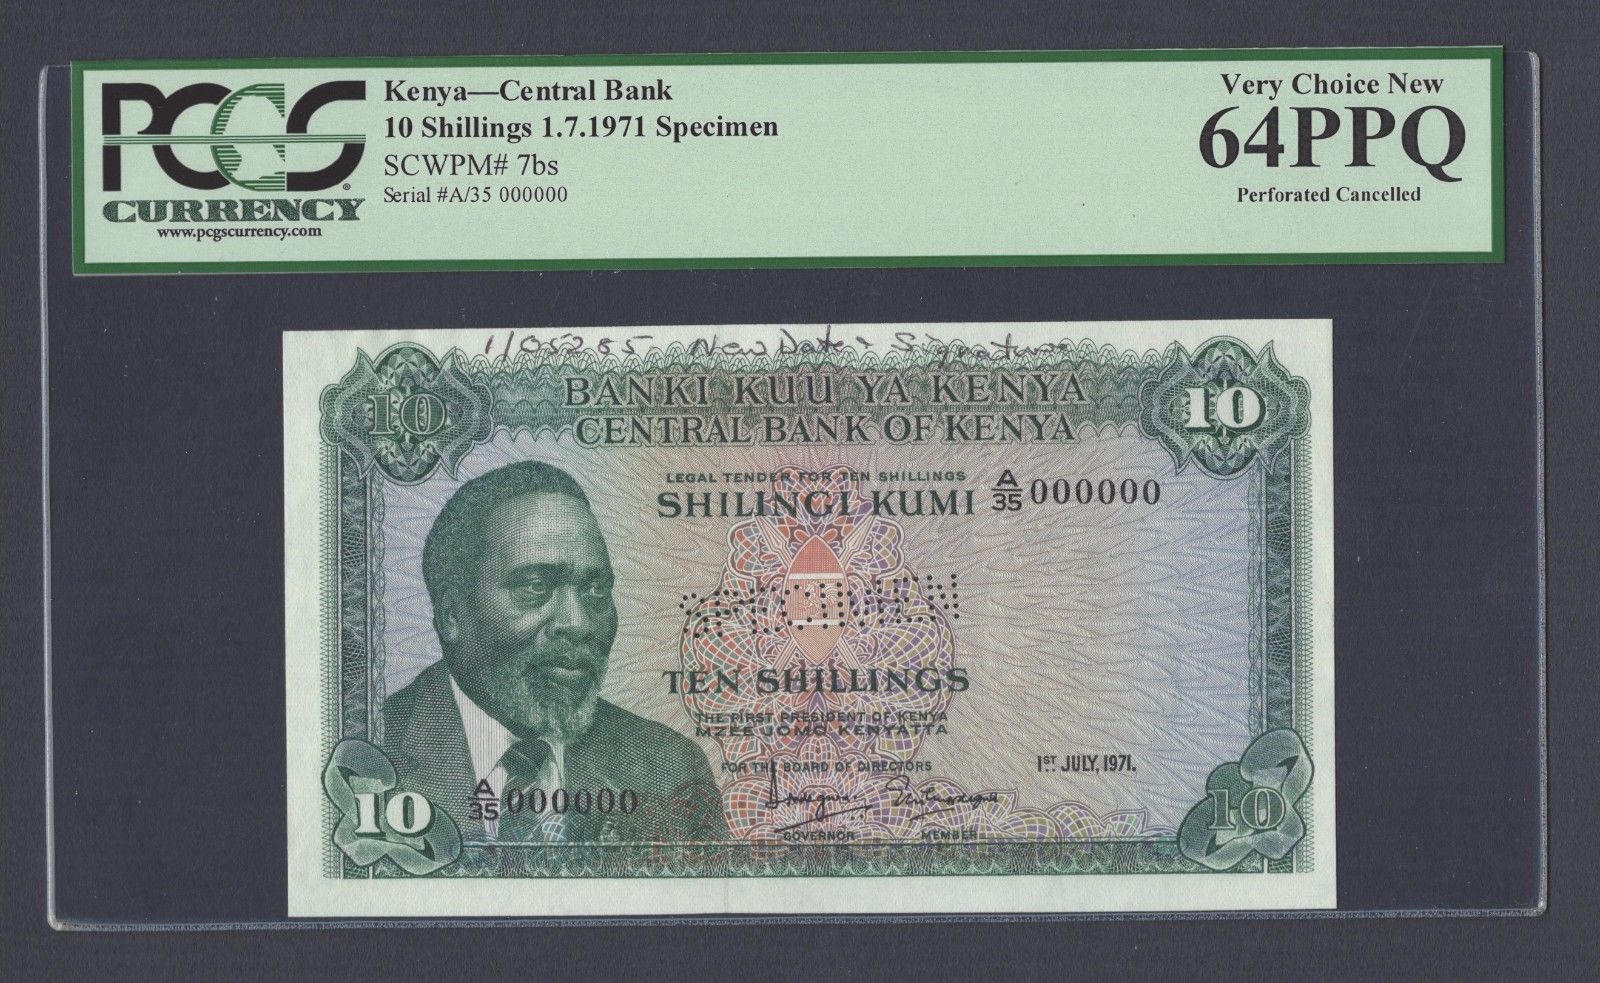 PCGS
CURRENCY
www.pcgscurrency.com
Kenya—Central Bank
10 Shillings 1.7.1971 Specimen
SCWPM# 7bs
Serial #A/35 000000
Very Choice New
64PPQ
Perforated Cancelled
1105285 New Date & Signature
10
10
BANKI KUU YA KENYA
CENTRAL BANK OF KENYA
LEGAL TENDER FOR TEN SHILLINGS
SHILINGI KUMI A/35 000000
SPECIMEN
TEN SHILLINGS
THE FIRST PRESIDENT OF KENYA
MZEE JOMO KENYATTA
FOR THE BOARD OF DIRECTORS
1ST JULY, 1971.
A/35 000000
10
10
GOVERNOR
MEMBER